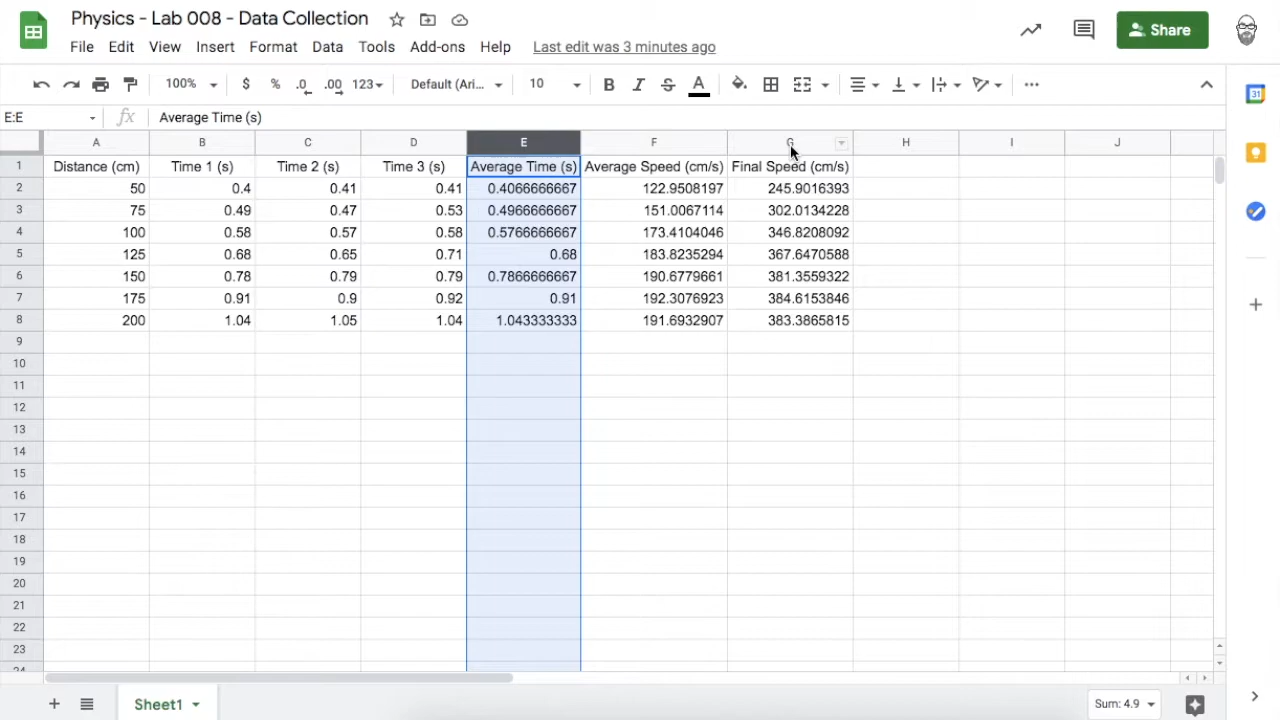 Physics - Lab 008 - Data Collection
File Edit View Insert Format Data Tools Add-ons Help Last edit was 3 minutes ago
Share
100% $ % .0 .00 123 Default (Ari... 10 B I S A
E:E fx Average Time (s)
A B C D E F G H I J
1 Distance (cm) Time 1 (s) Time 2 (s) Time 3 (s) Average Time (s) Average Speed (cm/s) Final Speed (cm/s)
2 50 0.4 0.41 0.41 0.4066666667 122.9508197 245.9016393
3 75 0.49 0.47 0.53 0.4966666667 151.0067114 302.0134228
4 100 0.58 0.57 0.58 0.5766666667 173.4104046 346.8208092
5 125 0.68 0.65 0.71 0.68 183.8235294 367.6470588
6 150 0.78 0.79 0.79 0.7866666667 190.6779661 381.3559322
7 175 0.91 0.9 0.92 0.91 192.3076923 384.6153846
8 200 1.04 1.05 1.04 1.043333333 191.6932907 383.3865815
9
10
11
12
13
14
15
16
17
18
19
20
21
22
23
24
Sheet1 Sum: 4.9
31